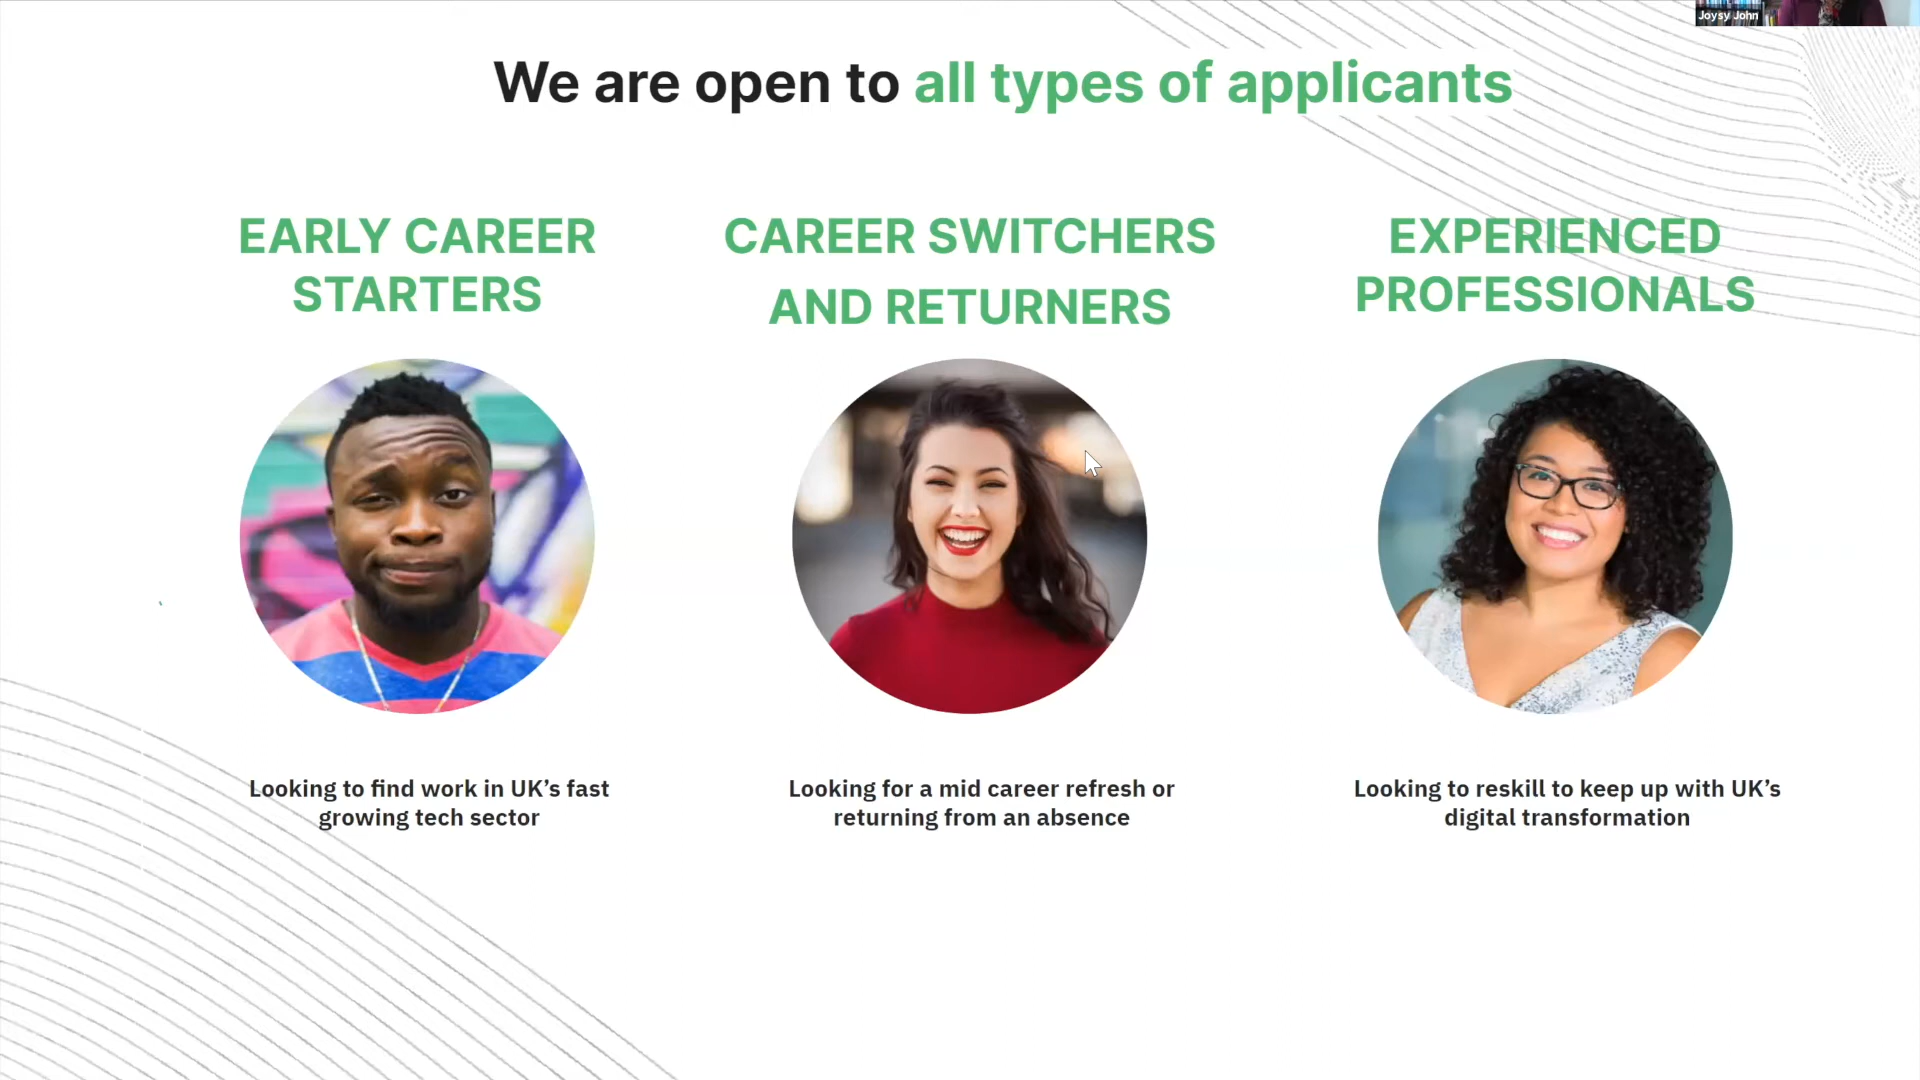 Joysy John
We are open to all types of applicants
EARLY CAREER
STARTERS
CAREER SWITCHERS
AND RETURNERS
EXPERIENCED
PROFESSIONALS
Looking to find work in UK’s fast
growing tech sector
Looking for a mid career refresh or
returning from an absence
Looking to reskill to keep up with UK’s
digital transformation